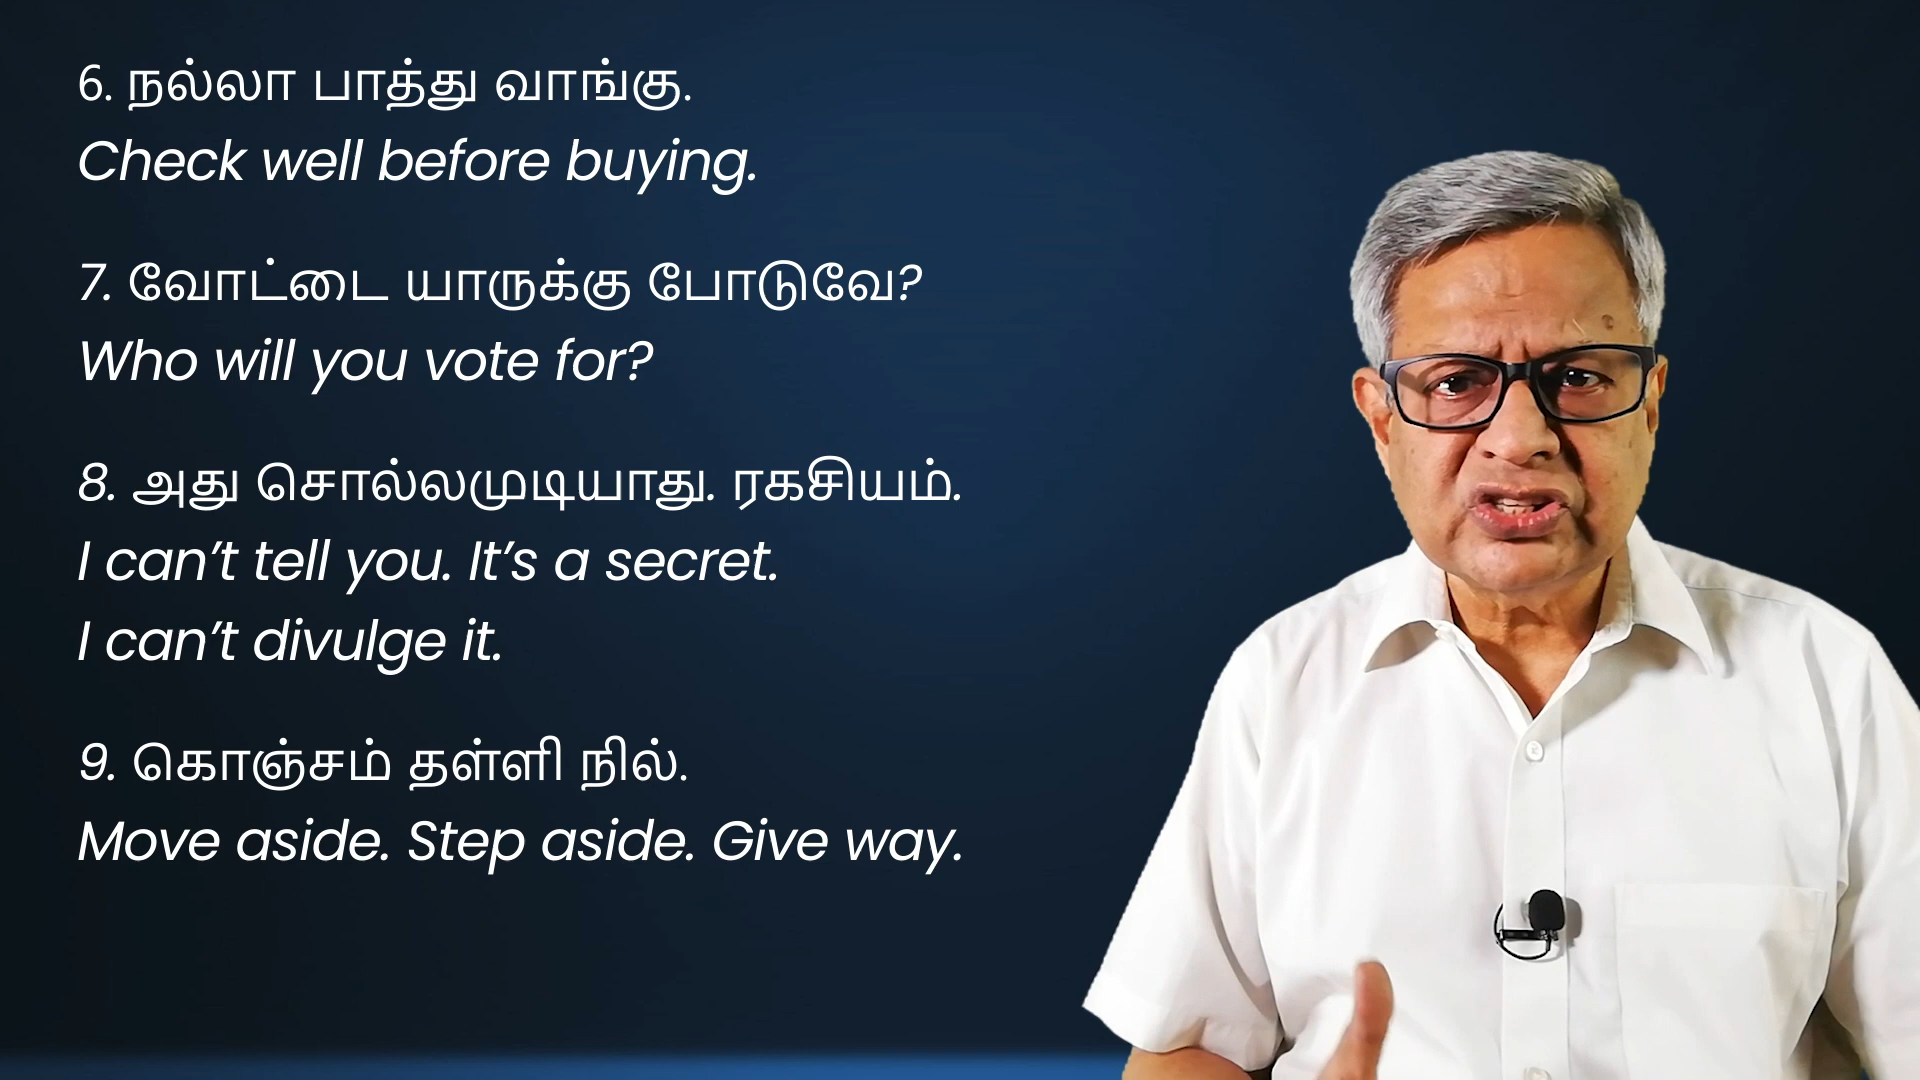 6. நல்லா பாத்து வாங்கு.
Check well before buying.
7. வோட்டை யாருக்கு போடுவே?
Who will you vote for?
8. அது சொல்லமுடியாது. ரகசியம்.
I can’t tell you. It’s a secret.
I can’t divulge it.
9. கொஞ்சம் தள்ளி நில்.
Move aside. Step aside. Give way.